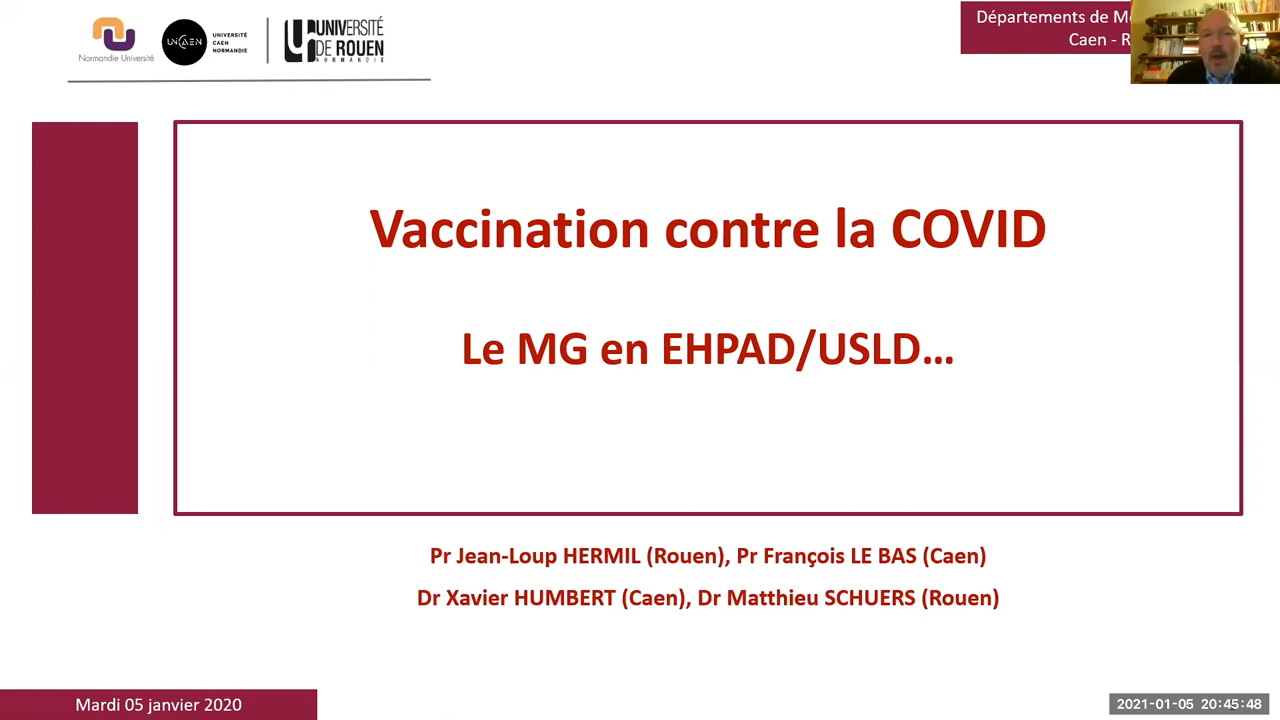 Normandie Université
UNICAEN
UNIVERSITÉ
CAEN
NORMANDIE
UNIVERSITÉ
DE ROUEN
NORMANDIE
Départements de
Caen -
Vaccination contre la COVID
Le MG en EHPAD/USLD…
Pr Jean-Loup HERMIL (Rouen), Pr François LE BAS (Caen)
Dr Xavier HUMBERT (Caen), Dr Matthieu SCHUERS (Rouen)
Mardi 05 janvier 2020
2021-01-05 20:45:48